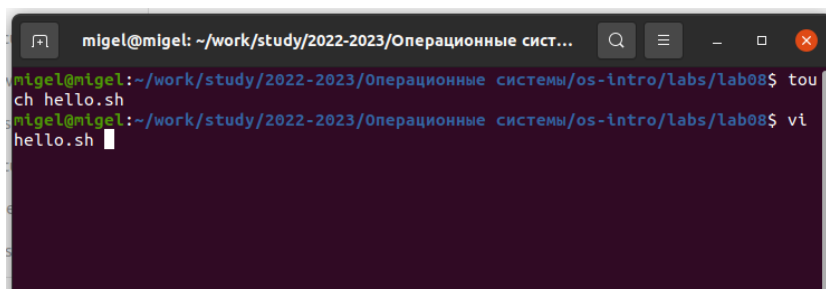 migel@migel: ~/work/study/2022-2023/Операционные сист...
migel@migel:~/work/study/2022-2023/Операционные системы/os-intro/labs/lab08$ tou
ch hello.sh
migel@migel:~/work/study/2022-2023/Операционные системы/os-intro/labs/lab08$ vi
hello.sh